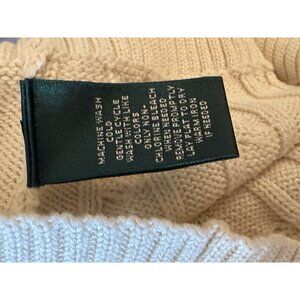 MACHINE WASH
COLD
GENTLE CYCLE
WASH WITH LIKE
COLORS
ONLY NON-
CHLORINE BLEACH
WHEN NEEDED
REMOVE PROMPTLY
LAY FLAT TO DRY
WARM IRON
IF NEEDED